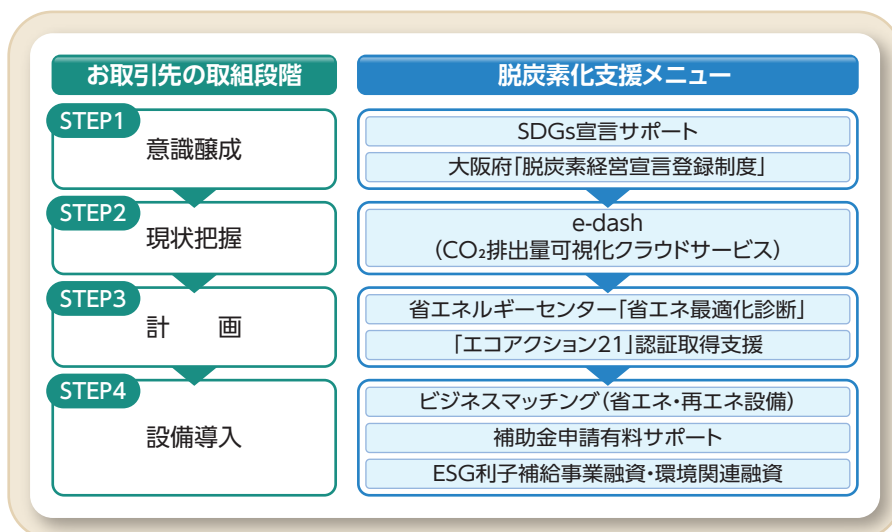 お取引先の取組段階
脱炭素化支援メニュー
STEP1
意識醸成
SDGs宣言サポート
大阪府「脱炭素経営宣言登録制度」
STEP2
現状把握
e-dash
（CO₂排出量可視化クラウドサービス）
STEP3
計　画
省エネルギーセンター「省エネ最適化診断」
「エコアクション21」認証取得支援
STEP4
設備導入
ビジネスマッチング（省エネ・再エネ設備）
補助金申請有料サポート
ESG利子補給事業融資・環境関連融資